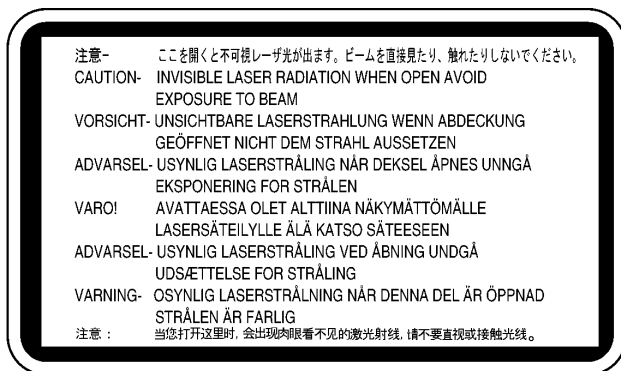 注意- ここを開くと不可視レーザ光が出ます。ビームを直接見たり、触れたりしないでください。
CAUTION- INVISIBLE LASER RADIATION WHEN OPEN AVOID
EXPOSURE TO BEAM
VORSICHT- UNSICHTBARE LASERSTRAHLUNG WENN ABDECKUNG
GEÖFFNET NICHT DEM STRAHL AUSSETZEN
ADVARSEL- USYNLIG LASERSTRÅLING NÅR DEKSEL ÅPNES UNNGÅ
EKSPONERING FOR STRÅLEN
VARO! AVATTAESSA OLET ALTTIINA NÄKYMÄTTÖMÄLLE
LASERSÄTEILYLLE ÄLÄ KATSO SÄTEESEEN
ADVARSEL- USYNLIG LASERSTRÅLING VED ÅBNING UNDGÅ
UDSÆTTELSE FOR STRÅLING
VARNING- OSYNLIG LASERSTRÅLNING NÄR DENNA DEL ÄR ÖPPNAD
STRÅLEN ÄR FARLIG
注意： 当您打开这里时, 会出现肉眼看不见的激光射线, 请不要直视或接触光线。